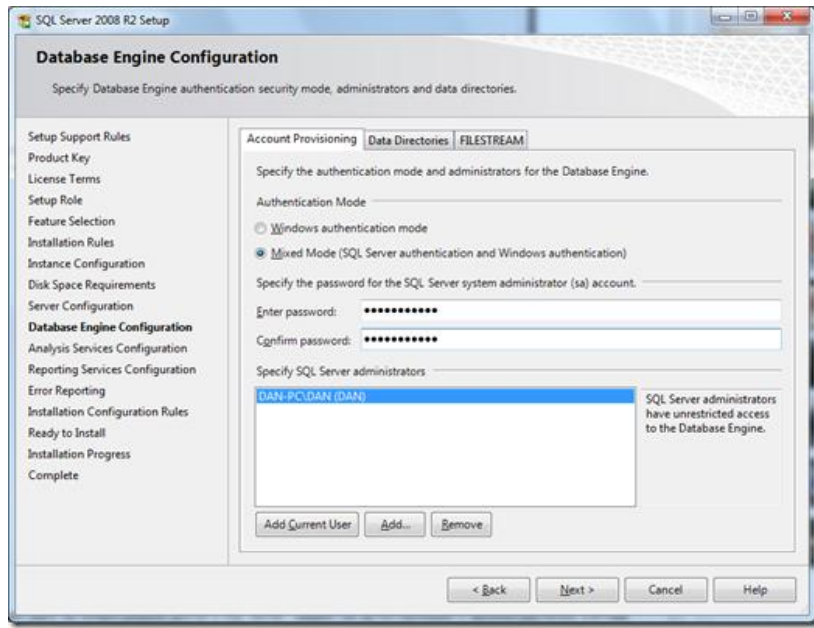 SQL Server 2008 R2 Setup
Database Engine Configuration
Specify Database Engine authentication security mode, administrators and data directories.
Setup Support Rules
Product Key
License Terms
Setup Role
Feature Selection
Installation Rules
Instance Configuration
Disk Space Requirements
Server Configuration
Database Engine Configuration
Analysis Services Configuration
Reporting Services Configuration
Error Reporting
Installation Configuration Rules
Ready to Install
Installation Progress
Complete
Account Provisioning Data Directories FILESTREAM
Specify the authentication mode and administrators for the Database Engine.
Authentication Mode
Windows authentication mode
Mixed Mode (SQL Server authentication and Windows authentication)
Specify the password for the SQL Server system administrator (sa) account.
Enter password: ●●●●●●●●●●●
Confirm password: ●●●●●●●●●●●
Specify SQL Server administrators
DAN-PC\DAN (DAN)
SQL Server administrators
have unrestricted access
to the Database Engine.
Add Current User Add... Remove
< Back Next > Cancel Help